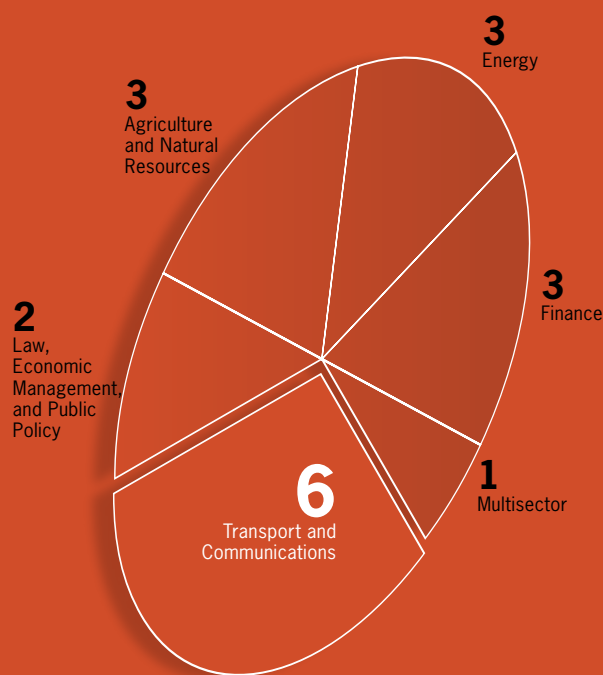 3
Energy
3
Agriculture
and Natural
Resources
3
Finance
2
Law,
Economic
Management,
and Public
Policy
6
Transport and
Communications
1
Multisector